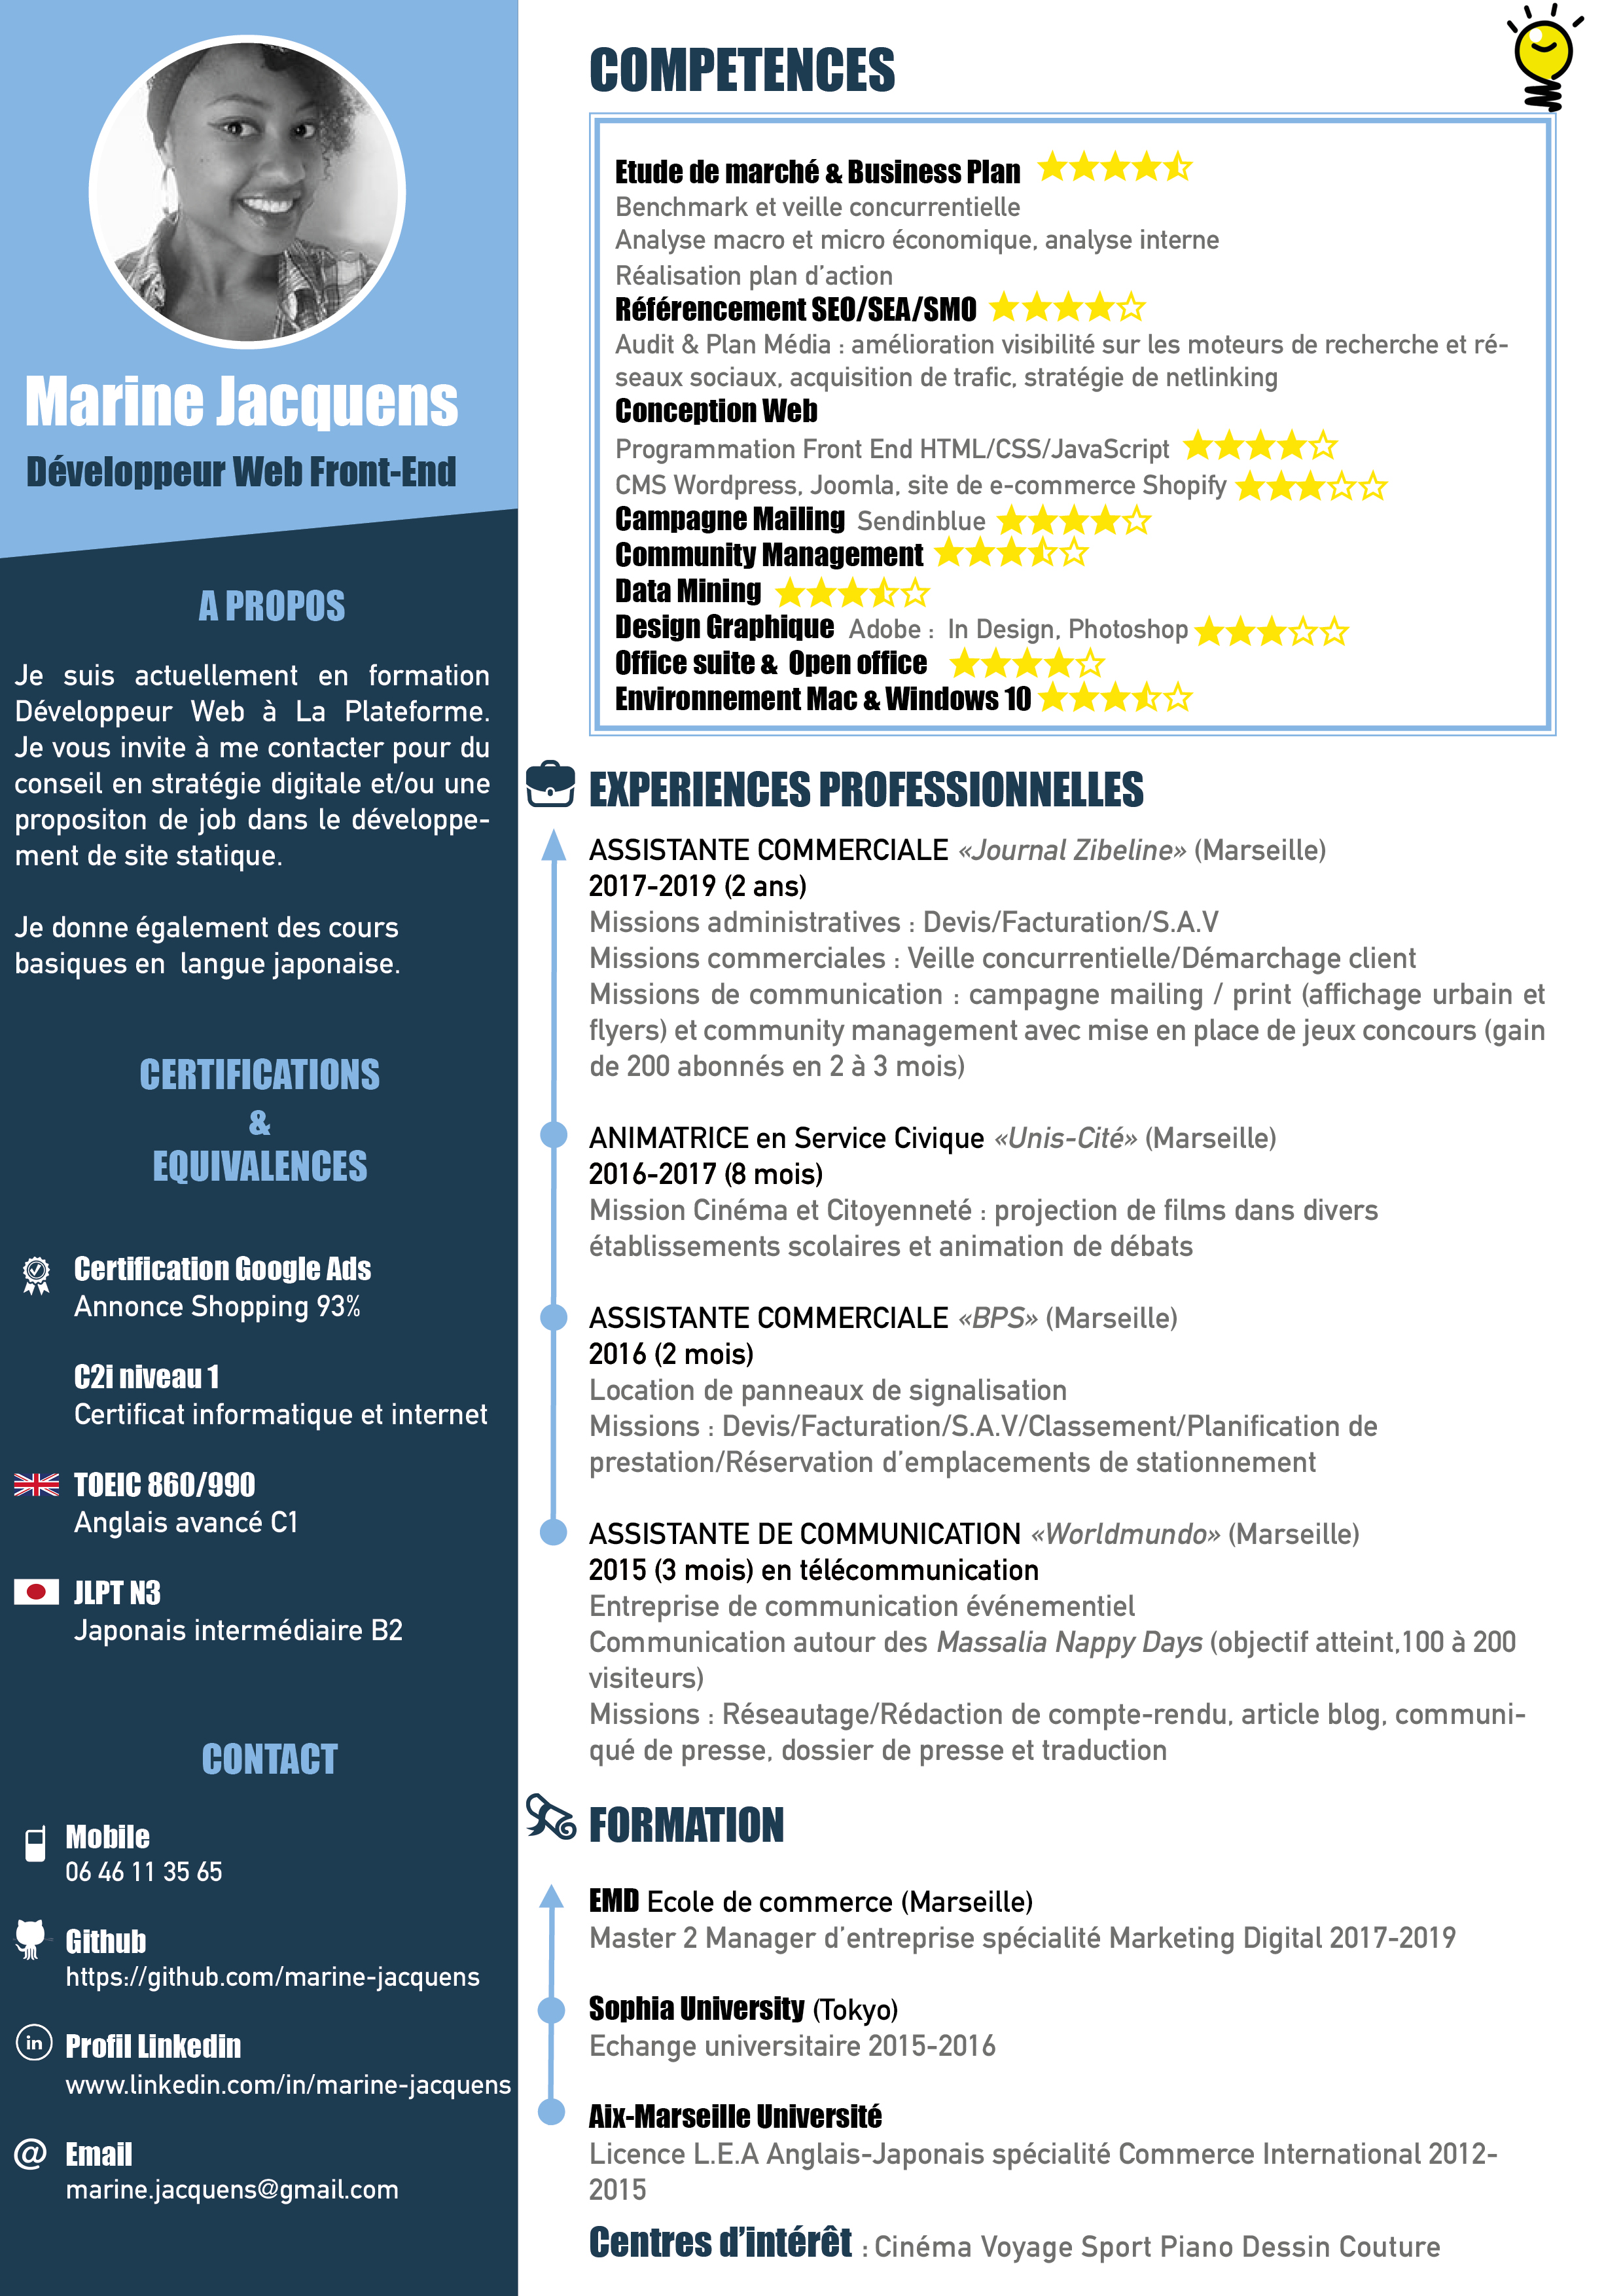 Marine Jacquens
Développeur Web Front-End
A PROPOS
Je suis actuellement en formation
Développeur Web à La Plateforme.
Je vous invite à me contacter pour du
conseil en stratégie digitale et/ou une
propositon de job dans le développe-
ment de site statique.
Je donne également des cours
basiques en langue japonaise.
CERTIFICATIONS
&
EQUIVALENCES
Certification Google Ads
Annonce Shopping 93%
C2i niveau 1
Certificat informatique et internet
TOEIC 860/990
Anglais avancé C1
JLPT N3
Japonais intermédiaire B2
CONTACT
Mobile
06 46 11 35 65
Github
https://github.com/marine-jacquens
in Profil Linkedin
www.linkedin.com/in/marine-jacquens
@ Email
marine.jacquens@gmail.com
COMPETENCES
Etude de marché & Business Plan
Benchmark et veille concurrentielle
Analyse macro et micro économique, analyse interne
Réalisation plan d'action
Référencement SEO/SEA/SMO
Audit & Plan Média : amélioration visibilité sur les moteurs de recherche et ré-
seaux sociaux, acquisition de trafic, stratégie de netlinking
Conception Web
Programmation Front End HTML/CSS/JavaScript
CMS Wordpress, Joomla, site de e-commerce Shopify
Campagne Mailing Sendinblue
Community Management
Data Mining
Design Graphique Adobe : In Design, Photoshop
Office suite & Open office
Environnement Mac & Windows 10
EXPERIENCES PROFESSIONNELLES
ASSISTANTE COMMERCIALE «Journal Zibeline» (Marseille)
2017-2019 (2 ans)
Missions administratives : Devis/Facturation/S.A.V
Missions commerciales : Veille concurrentielle/Démarchage client
Missions de communication : campagne mailing / print (affichage urbain et
flyers) et community management avec mise en place de jeux concours (gain
de 200 abonnés en 2 à 3 mois)
ANIMATRICE en Service Civique «Unis-Cité» (Marseille)
2016-2017 (8 mois)
Mission Cinéma et Citoyenneté : projection de films dans divers
établissements scolaires et animation de débats
ASSISTANTE COMMERCIALE «BPS» (Marseille)
2016 (2 mois)
Location de panneaux de signalisation
Missions : Devis/Facturation/S.A.V/Classement/Planification de
prestation/Réservation d'emplacements de stationnement
ASSISTANTE DE COMMUNICATION «Worldmundo» (Marseille)
2015 (3 mois) en télécommunication
Entreprise de communication événementiel
Communication autour des Massalia Nappy Days (objectif atteint,100 à 200
visiteurs)
Missions : Réseautage/Rédaction de compte-rendu, article blog, communi-
qué de presse, dossier de presse et traduction
FORMATION
EMD Ecole de commerce (Marseille)
Master 2 Manager d'entreprise spécialité Marketing Digital 2017-2019
Sophia University (Tokyo)
Echange universitaire 2015-2016
Aix-Marseille Université
Licence L.E.A Anglais-Japonais spécialité Commerce International 2012-
2015
Centres d'intérêt : Cinéma Voyage Sport Piano Dessin Couture